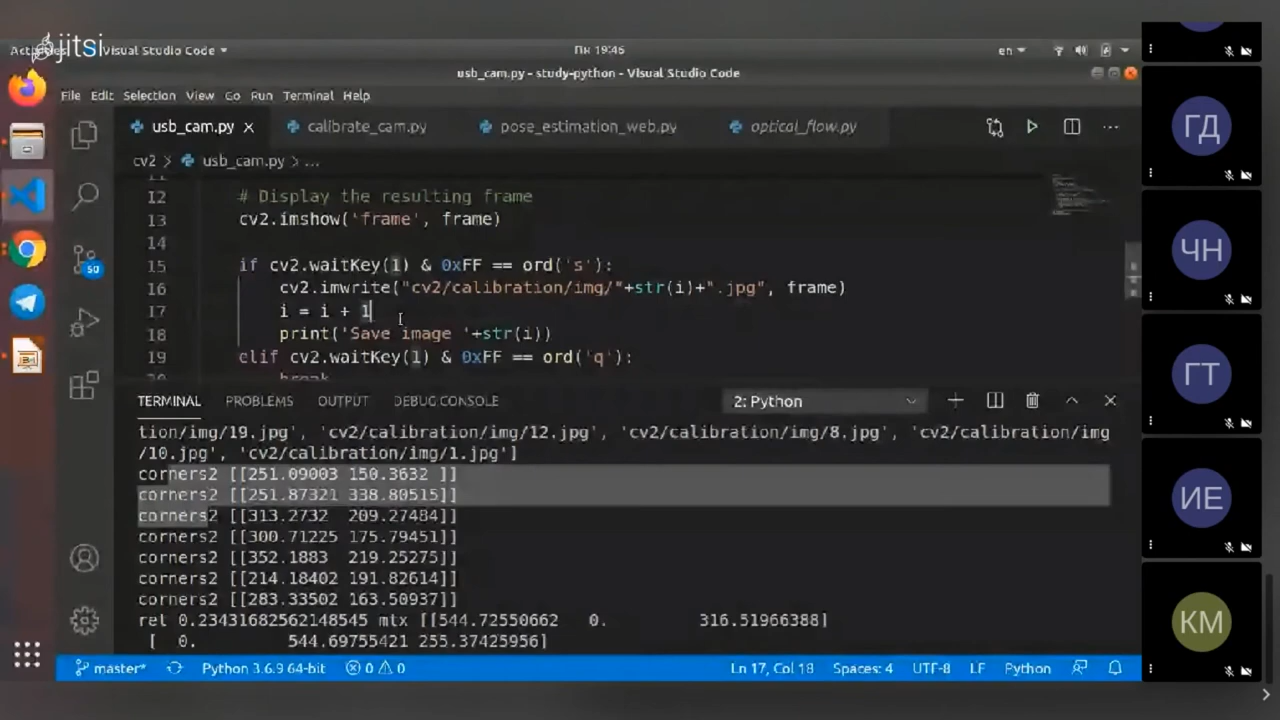 jitsi
Visual Studio Code
Пн 19:46
en
usb_cam.py - study-python - Visual Studio Code
File Edit Selection View Go Run Terminal Help
usb_cam.py
calibrate_cam.py
pose_estimation_web.py
optical_flow.py
cv2 > usb_cam.py > ...
12 # Display the resulting frame
13 cv2.imshow('frame', frame)
14
15 if cv2.waitKey(1) & 0xFF == ord('s'):
16 cv2.imwrite("cv2/calibration/img/"+str(i)+".jpg", frame)
17 i = i + 1
18 print('Save image '+str(i))
19 elif cv2.waitKey(1) & 0xFF == ord('q'):
20 break
TERMINAL PROBLEMS OUTPUT DEBUG CONSOLE
2: Python
tion/img/19.jpg', 'cv2/calibration/img/12.jpg', 'cv2/calibration/img/8.jpg', 'cv2/calibration/img
/10.jpg', 'cv2/calibration/img/1.jpg']
corners2 [[251.09003 150.3632 ]]
corners2 [[251.87321 338.80515]]
corners2 [[313.2732  209.27484]]
corners2 [[300.71225 175.79451]]
corners2 [[352.1883  219.25275]]
corners2 [[214.18402 191.82614]]
corners2 [[283.33502 163.50937]]
ret 0.23431682562148545 mtx [[544.72550662   0.         316.51966388]
[  0.         544.69755421 255.37425956]
50
master*
Python 3.6.9 64-bit
0 0
Ln 17, Col 18
Spaces: 4
UTF-8
LF
Python
ГД
ЧН
ГТ
ИЕ
КМ